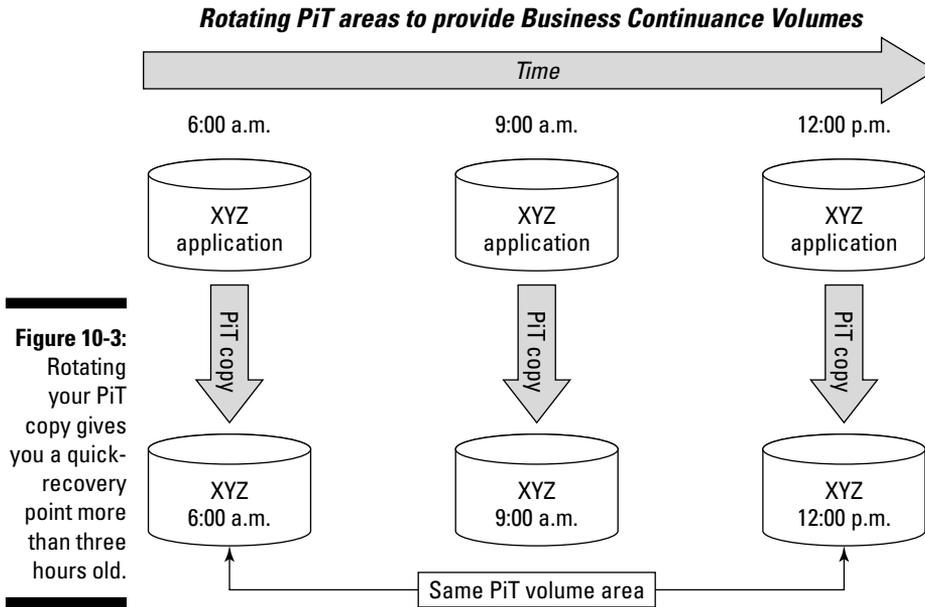 Rotating PiT areas to provide Business Continuance Volumes
Time
6:00 a.m.
9:00 a.m.
12:00 p.m.
XYZ
application
XYZ
application
XYZ
application
PiT copy
PiT copy
PiT copy
Figure 10-3:
Rotating
your PiT
copy gives
you a quick-
recovery
point more
than three
hours old.
XYZ
6:00 a.m.
XYZ
9:00 a.m.
XYZ
12:00 p.m.
Same PiT volume area